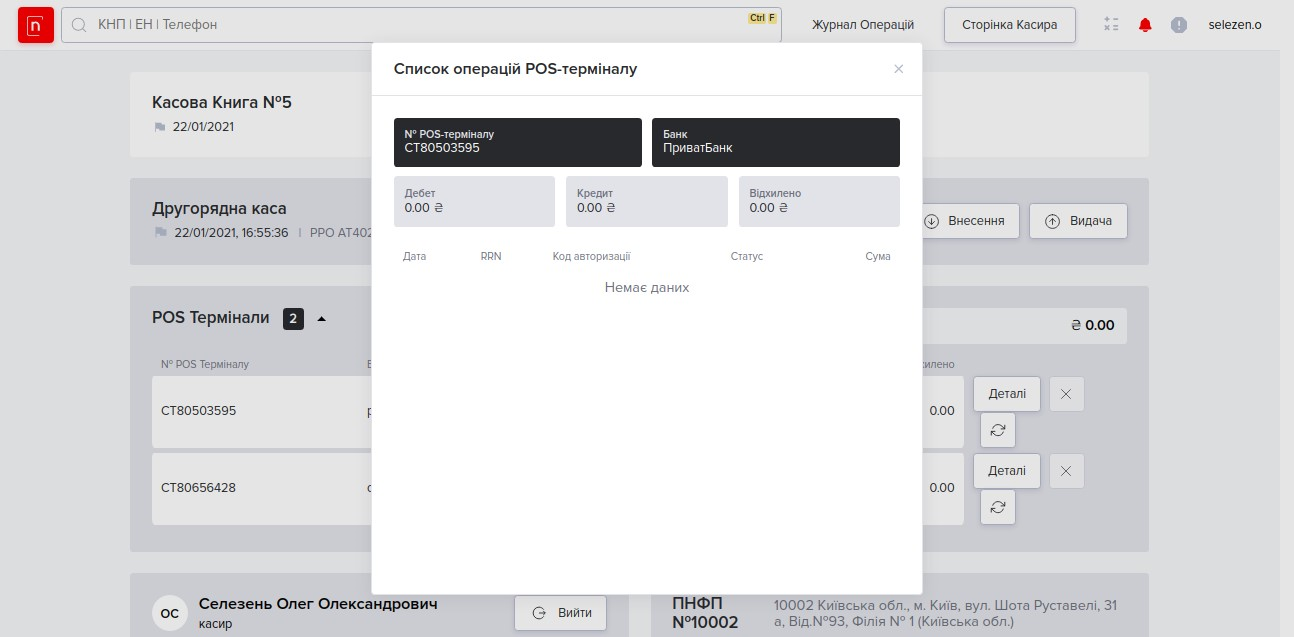 n
КНП | ЕН | Телефон
Ctrl F
Журнал Операцій
Сторінка Касира
selezen.o
Список операцій POS-терміналу
Касова Книга №5
22/01/2021
№ POS-терміналу
CT80503595
Банк
ПриватБанк
Дебет
0.00 ₴
Кредит
0.00 ₴
Відхилено
0.00 ₴
Другорядна каса
22/01/2021, 16:55:36 | РРО АТ402
Внесення
Видача
Дата RRN Код авторизації Статус Сума
Немає даних
POS Термінали 2
₴ 0.00
№ POS Терміналу
CT80503595
0.00
Деталі
CT80656428
0.00
Деталі
ОС
Селезень Олег Олександрович
касир
Вийти
ПНФП
№10002
10002 Київська обл., м. Київ, вул. Шота Руставелі, 31
а, Від.№93, Філія № 1 (Київська обл.)